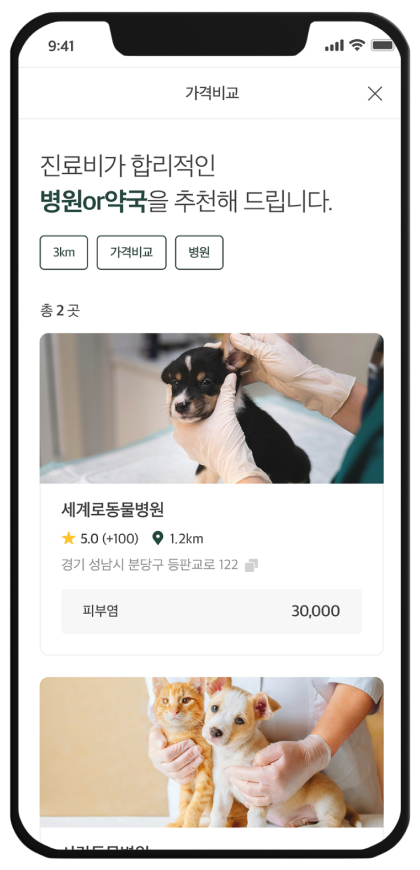 9:41
가격비교
진료비가 합리적인
병원or약국을 추천해 드립니다.
3km 가격비교 병원
총 2 곳
세계로동물병원
5.0 (+100) 1.2km
경기 성남시 분당구 등판교로 122
피부염 30,000